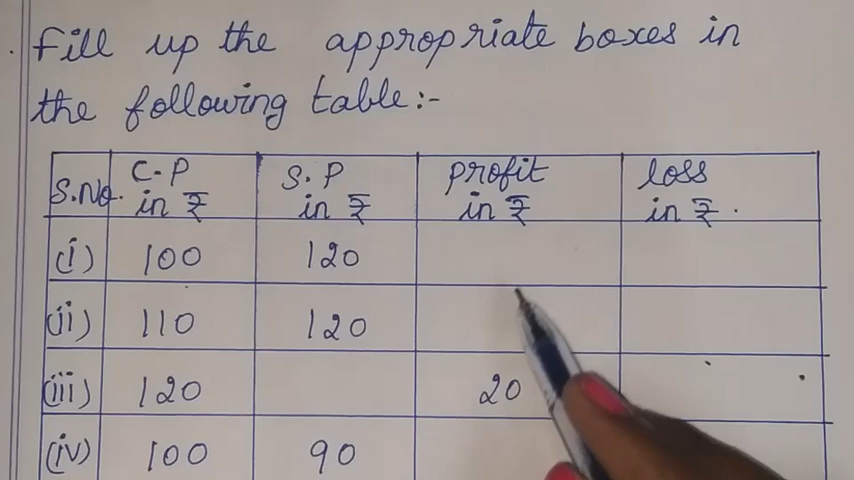 Fill up the appropriate boxes in
the following table:-
S.No. C.P in ₹ S.P in ₹ profit in ₹ loss in ₹.
(i) 100 120
(ii) 110 120
(iii) 120 20
(iv) 100 90